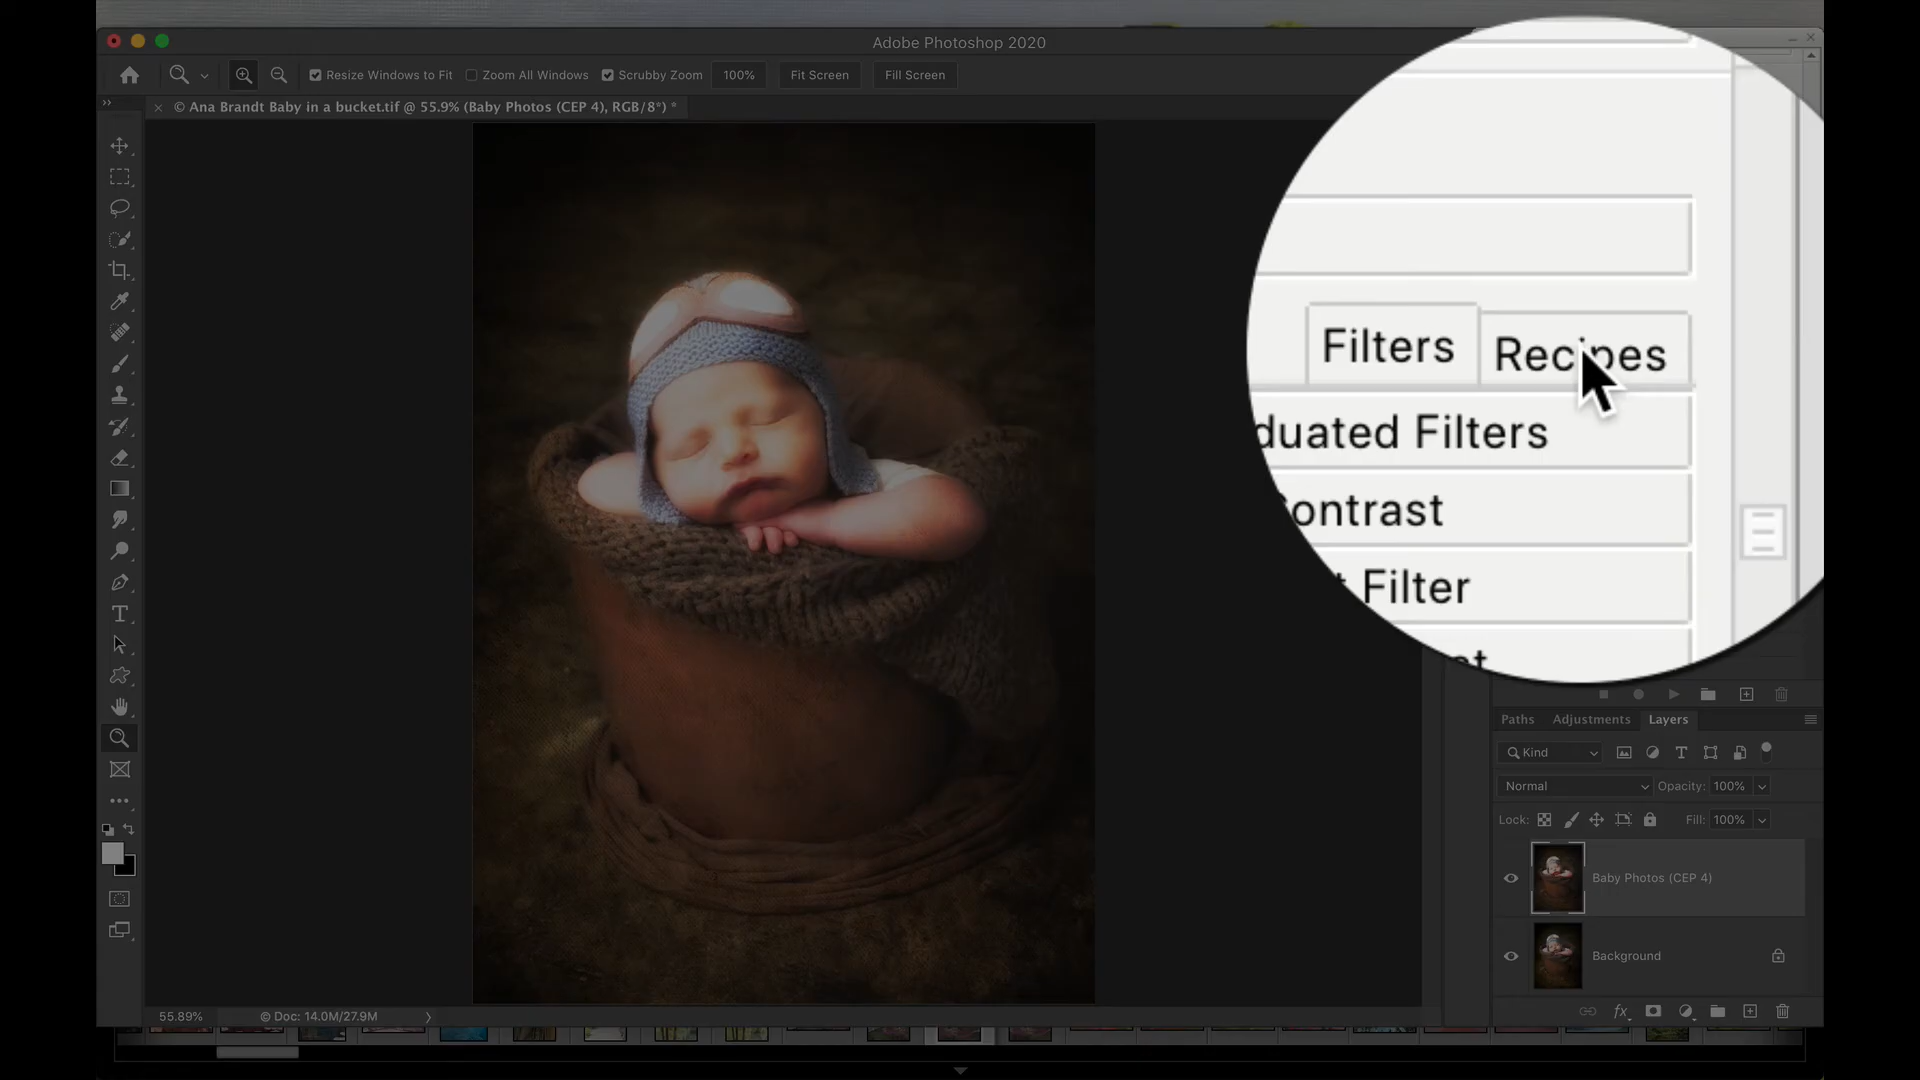 Adobe Photoshop 2020
Resize Windows to Fit
Zoom All Windows
Scrubby Zoom
100%
Fit Screen
Fill Screen
© Ana Brandt Baby in a bucket.tif @ 55.9% (Baby Photos (CEP 4), RGB/8*) *
Filters
Recipes
duated Filters
ontrast
t Filter
Paths
Adjustments
Layers
Kind
Normal
Opacity: 100%
Lock:
Fill: 100%
Baby Photos (CEP 4)
Background
fx
55.89%
© Doc: 14.0M/27.9M